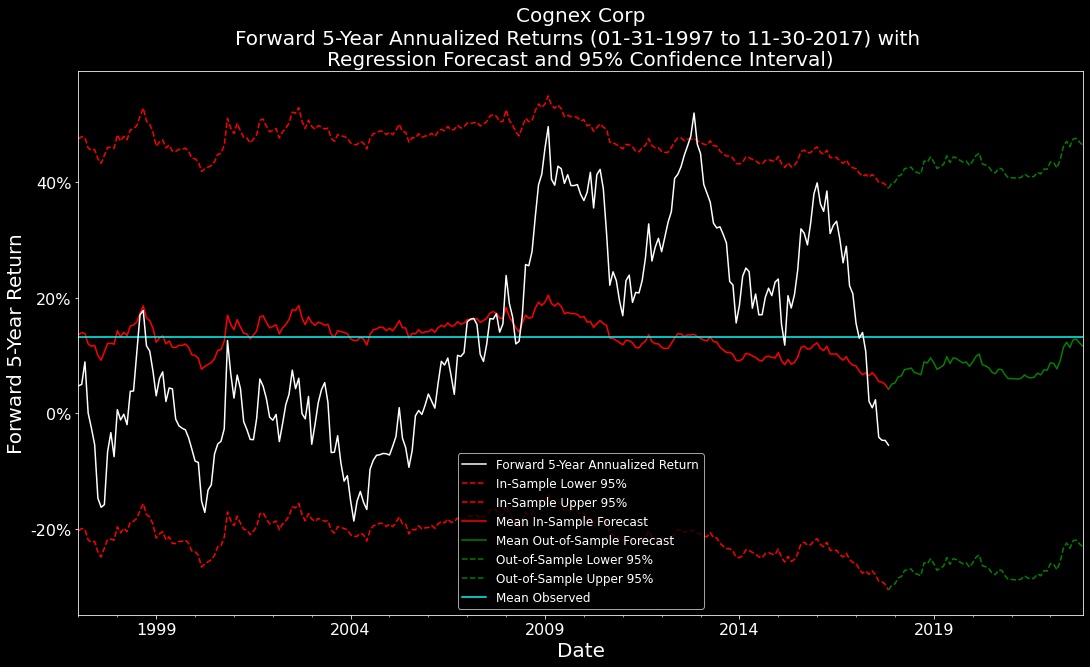 Cognex Corp
Forward 5-Year Annualized Returns (01-31-1997 to 11-30-2017) with
Regression Forecast and 95% Confidence Interval)
Forward 5-Year Return
40%
20%
0%
-20%
Forward 5-Year Annualized Return
In-Sample Lower 95%
In-Sample Upper 95%
Mean In-Sample Forecast
Mean Out-of-Sample Forecast
Out-of-Sample Lower 95%
Out-of-Sample Upper 95%
Mean Observed
1999 2004 2009 2014 2019
Date